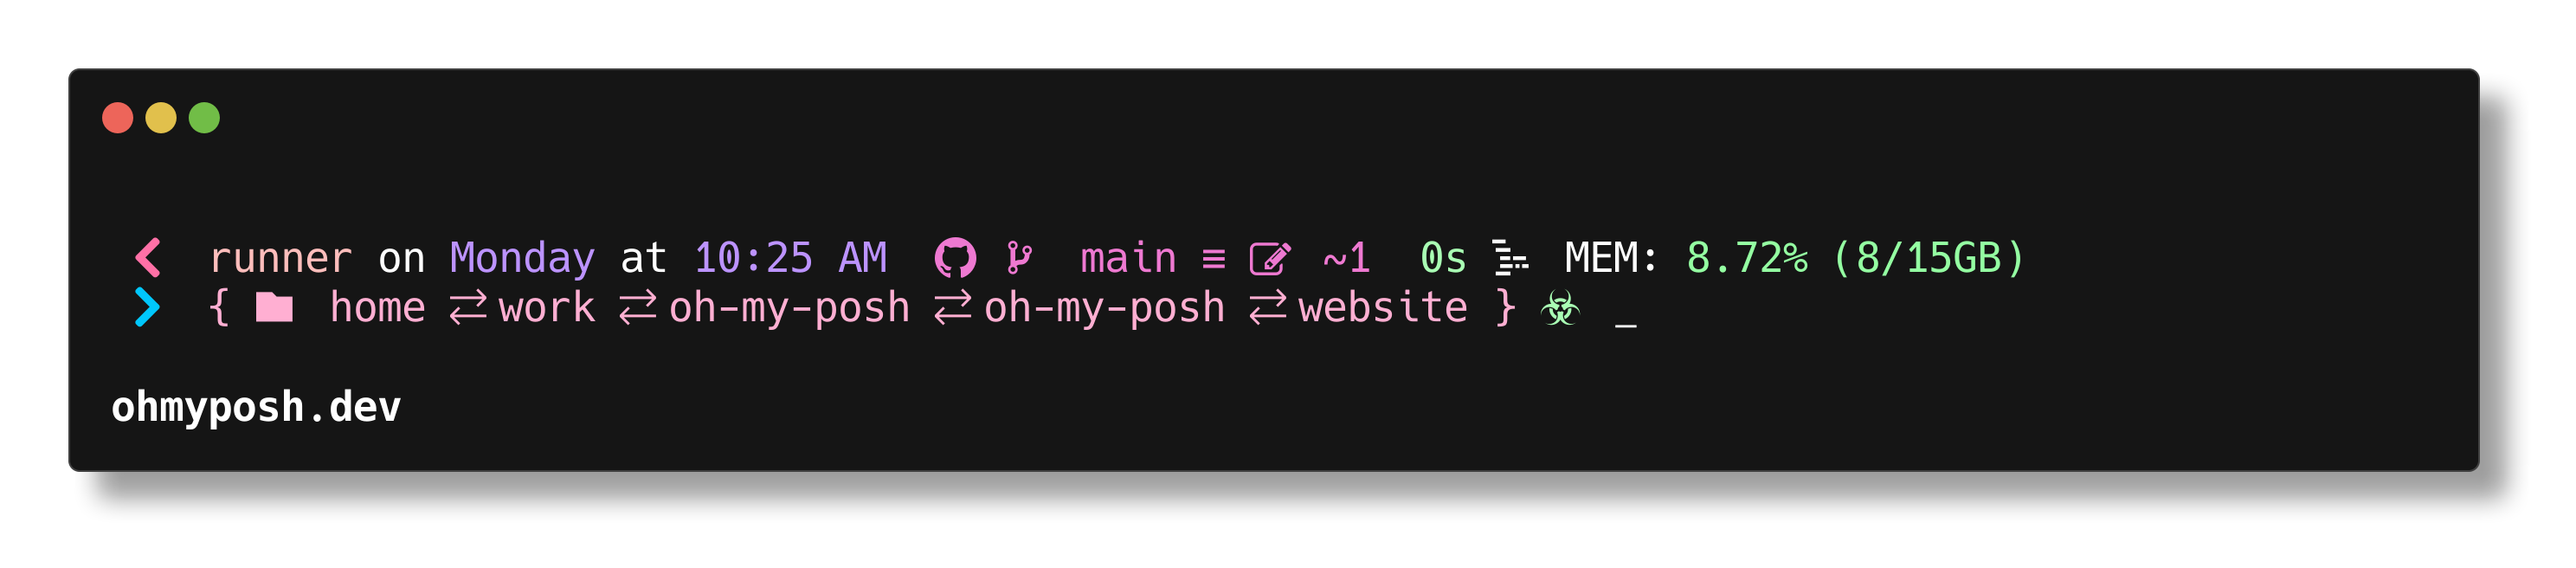 ❮ runner on Monday at 10:25 AM main ≡ ~1 0s MEM: 8.72% (8/15GB)
❯ { home ⇄ work ⇄ oh-my-posh ⇄ oh-my-posh ⇄ website } ☣ _
ohmyposh.dev